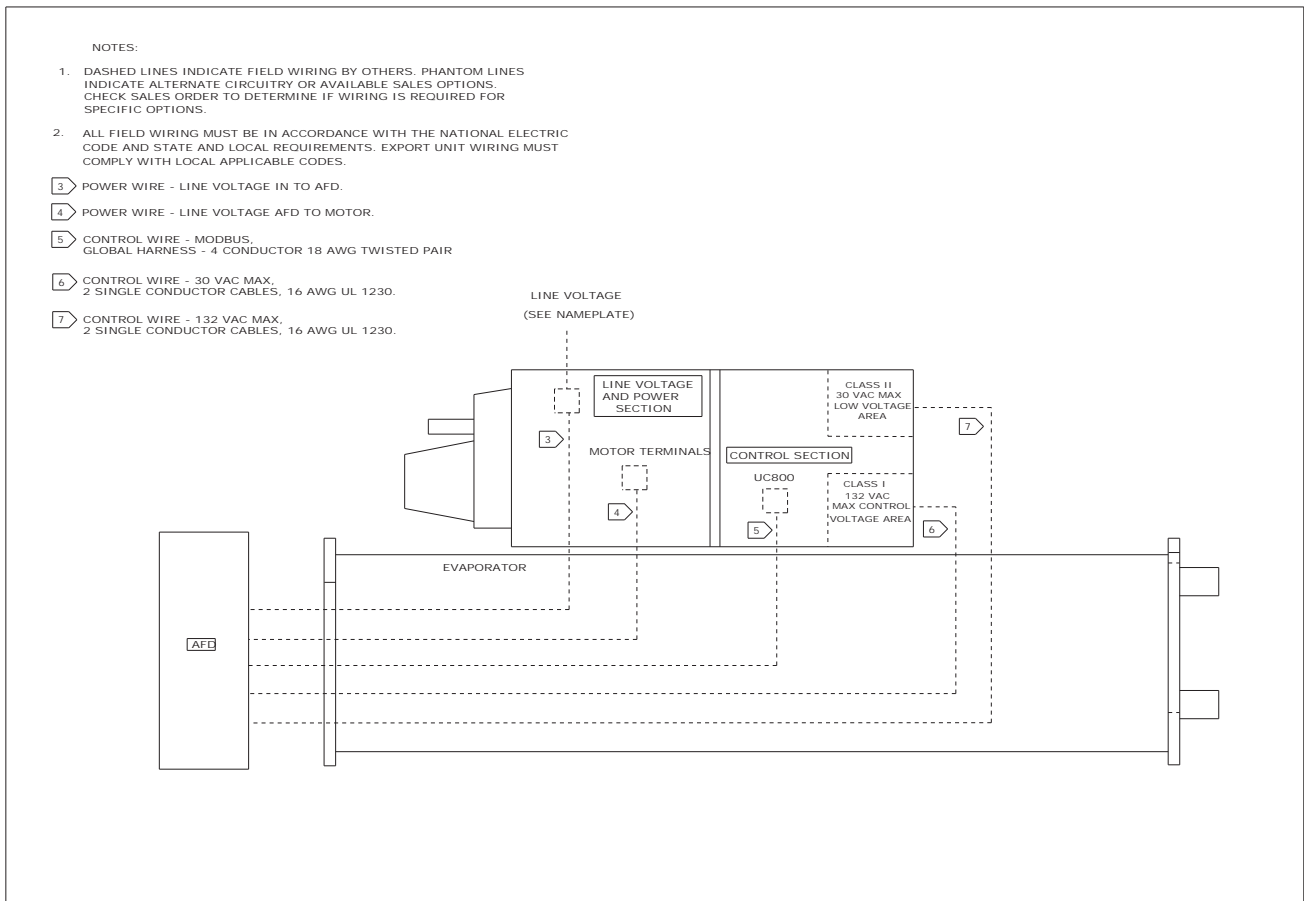 NOTES:
1. DASHED LINES INDICATE FIELD WIRING BY OTHERS. PHANTOM LINES
INDICATE ALTERNATE CIRCUITRY OR AVAILABLE SALES OPTIONS.
CHECK SALES ORDER TO DETERMINE IF WIRING IS REQUIRED FOR
SPECIFIC OPTIONS.
2. ALL FIELD WIRING MUST BE IN ACCORDANCE WITH THE NATIONAL ELECTRIC
CODE AND STATE AND LOCAL REQUIREMENTS. EXPORT UNIT WIRING MUST
COMPLY WITH LOCAL APPLICABLE CODES.
3 POWER WIRE - LINE VOLTAGE IN TO AFD.
4 POWER WIRE - LINE VOLTAGE AFD TO MOTOR.
5 CONTROL WIRE - MODBUS,
GLOBAL HARNESS - 4 CONDUCTOR 18 AWG TWISTED PAIR
6 CONTROL WIRE - 30 VAC MAX,
2 SINGLE CONDUCTOR CABLES, 16 AWG UL 1230.
7 CONTROL WIRE - 132 VAC MAX,
2 SINGLE CONDUCTOR CABLES, 16 AWG UL 1230.
LINE VOLTAGE
(SEE NAMEPLATE)
LINE VOLTAGE
AND POWER
SECTION
3
MOTOR TERMINALS
4
CONTROL SECTION
UC800
5
CLASS II
30 VAC MAX
LOW VOLTAGE
AREA
7
CLASS I
132 VAC
MAX CONTROL
VOLTAGE AREA
6
EVAPORATOR
AFD